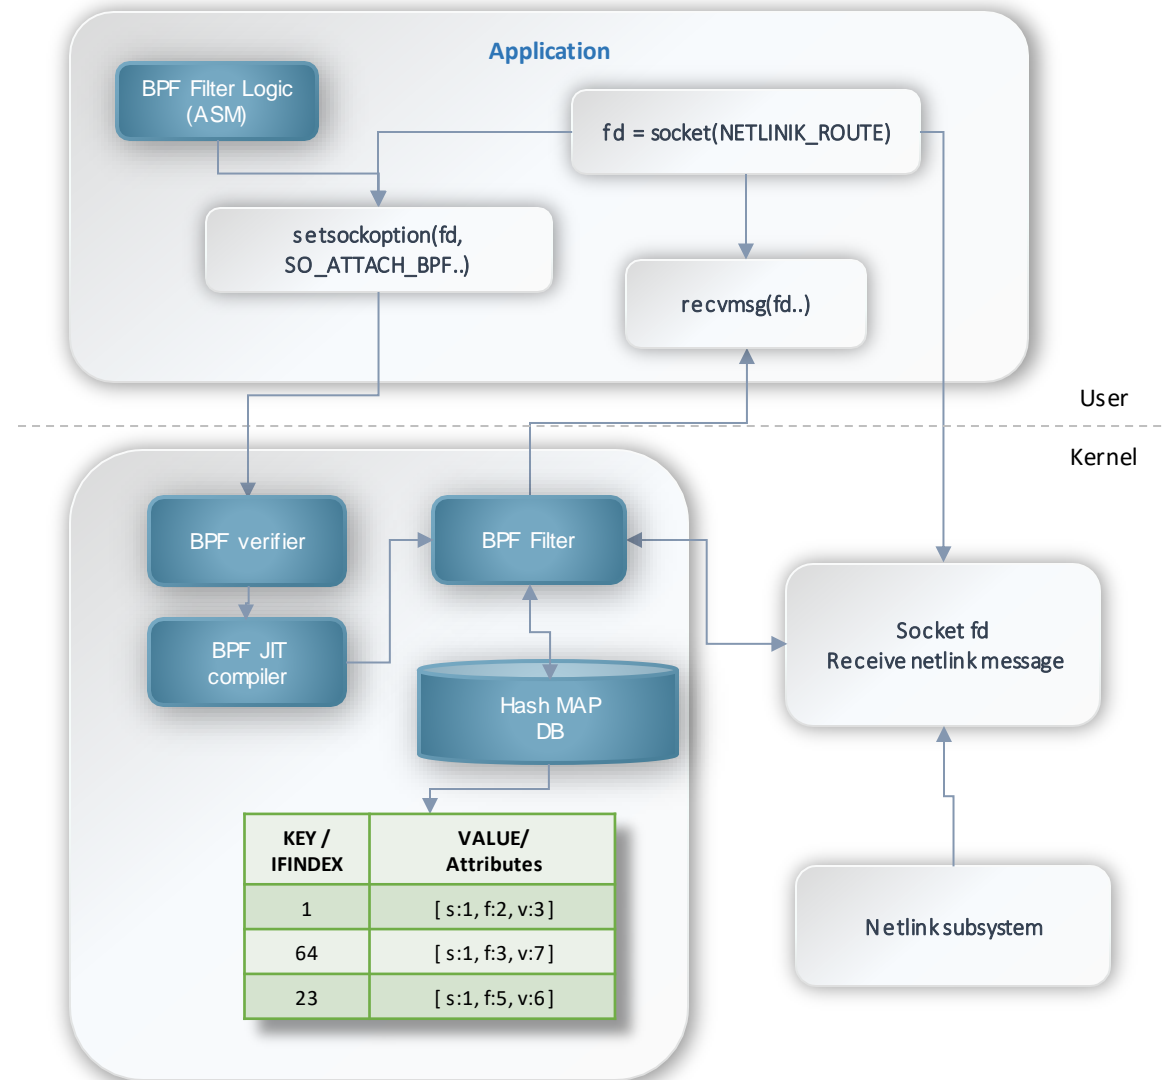 Application
BPF Filter Logic
(ASM)
fd = socket(NETLINIK_ROUTE)
setsockoption(fd,
SO_ATTACH_BPF..)
recvmsg(fd..)
User
Kernel
BPF verifier
BPF Filter
BPF JIT
compiler
Socket fd
Receive netlink message
Hash MAP
DB
KEY /
IFINDEX
VALUE/
Attributes
1
[ s:1, f:2, v:3 ]
64
[ s:1, f:3, v:7 ]
23
[ s:1, f:5, v:6 ]
Netlink subsystem